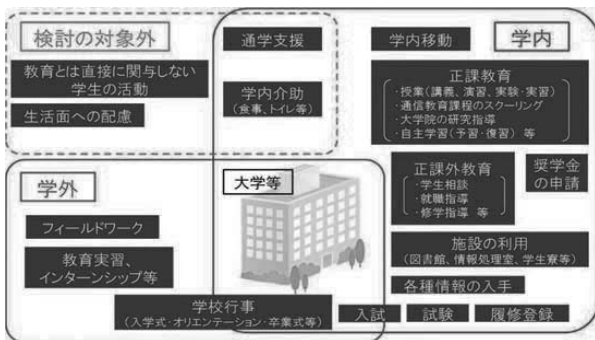 検討の対象外
教育とは直接に関与しない
学生の活動
生活面への配慮
通学支援
学内介助
(食事、トイレ等)
学内移動
学内
正課教育
・授業(講義、演習、実験・実習)
・通信教育課程のスクーリング
・大学院の研究指導
・自主学習(予習・復習) 等
正課外教育
・学生相談
・就職指導
・修学指導 等
奨学金
の申請
施設の利用
(図書館、情報処理室、学生寮等)
各種情報の入手
入試
試験
履修登録
大学等
学外
フィールドワーク
教育実習、
インターンシップ等
学校行事
(入学式・オリエンテーション・卒業式等)